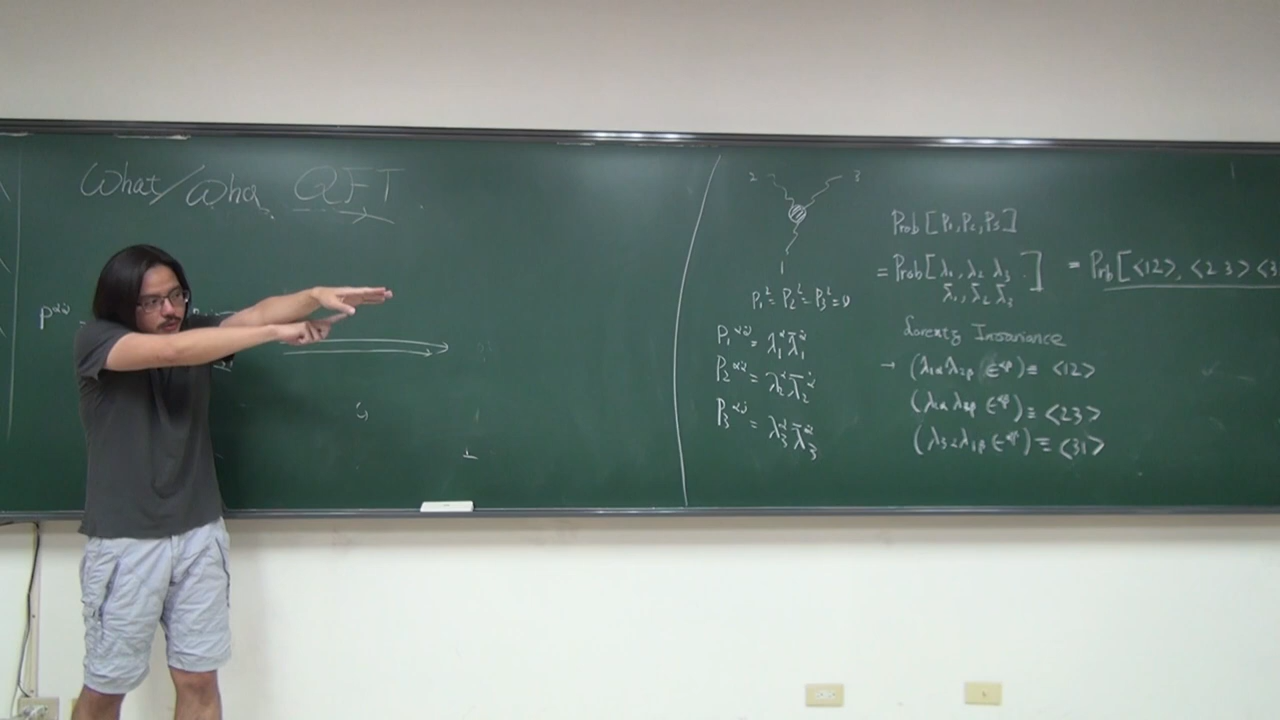 What/Why QFT
P^{αα̇}
2 3
1
P₁² = P₂² = P₃² = 0
P₁^{αα̇} = λ₁^α λ̄₁^α̇
P₂^{αα̇} = λ₂^α λ̄₂^α̇
P₃^{αα̇} = λ₃^α λ̄₃^α̇
Prob[P₁, P₂, P₃]
= Prob[λ₁, λ₂ λ₃ ] = Prob[<12>, <23> <3
λ̄₁, λ̄₂ λ̄₃
Lorentz Invariance
→ (λ₁α λ₂β ϵ^{αβ}) ≡ <12>
(λ₂α λ₃β ϵ^{αβ}) ≡ <23>
(λ₃α λ₁β ϵ^{αβ}) ≡ <31>